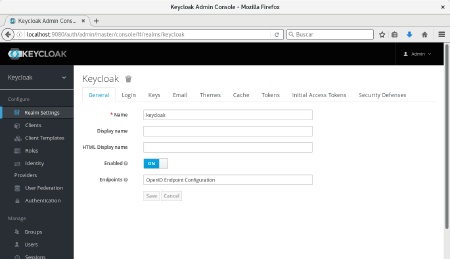 Keycloak Admin Console - Mozilla Firefox
Keycloak Admin Cons...
localhost:9080/auth/admin/master/console/#/realms/keycloak
Buscar
KEYCLOAK
Admin
Keycloak
Keycloak
General Login Keys Email Themes Cache Tokens Initial Access Tokens Security Defenses
Configure
Realm Settings
Clients
Client Templates
Roles
Identity
Providers
User Federation
Authentication
Manage
Groups
Users
Sessions
* Name keycloak
Display name
HTML Display name
Enabled ON
Endpoints OpenID Endpoint Configuration
Save Cancel